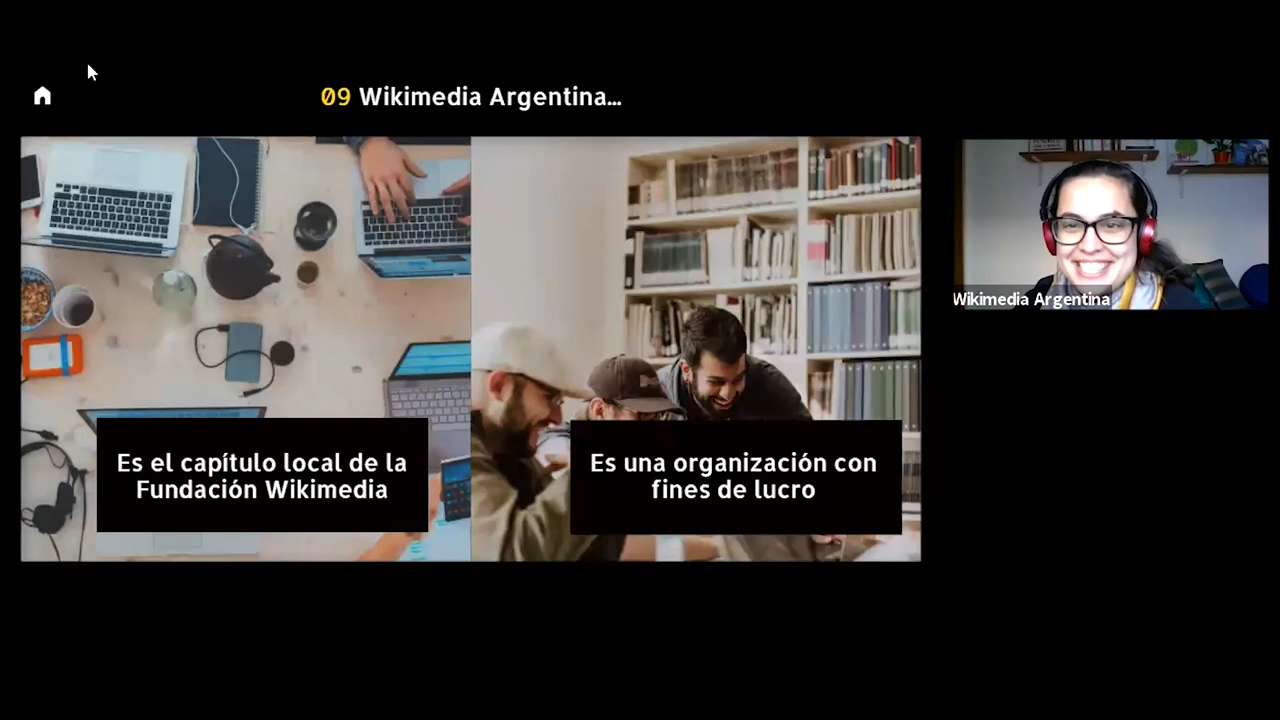 09 Wikimedia Argentina...
Es el capítulo local de la
Fundación Wikimedia
Es una organización con
fines de lucro
Wikimedia Argentina